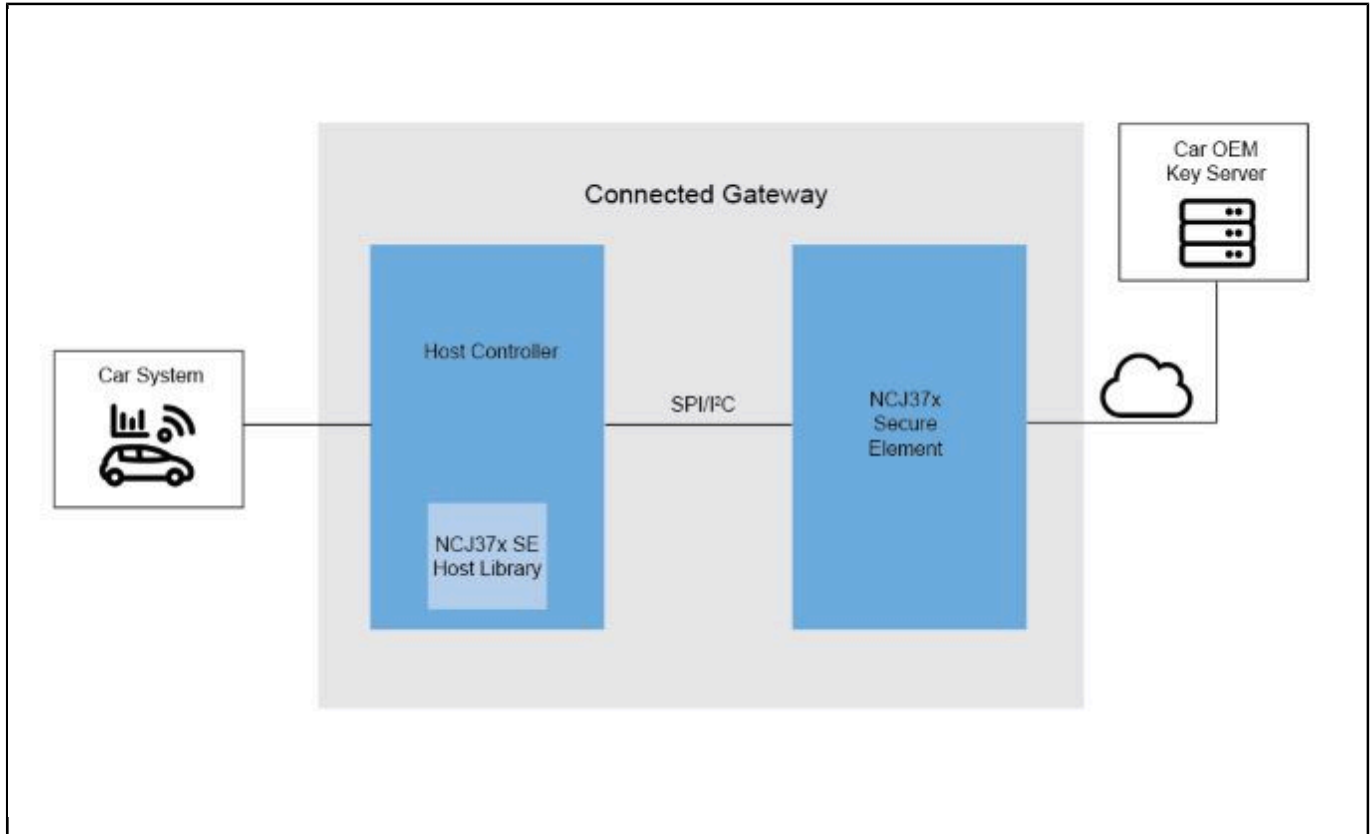 Connected Gateway
Car OEM
Key Server
Host Controller
Car System
SPI/I²C
NCJ37x
Secure
Element
NCJ37x SE
Host Library